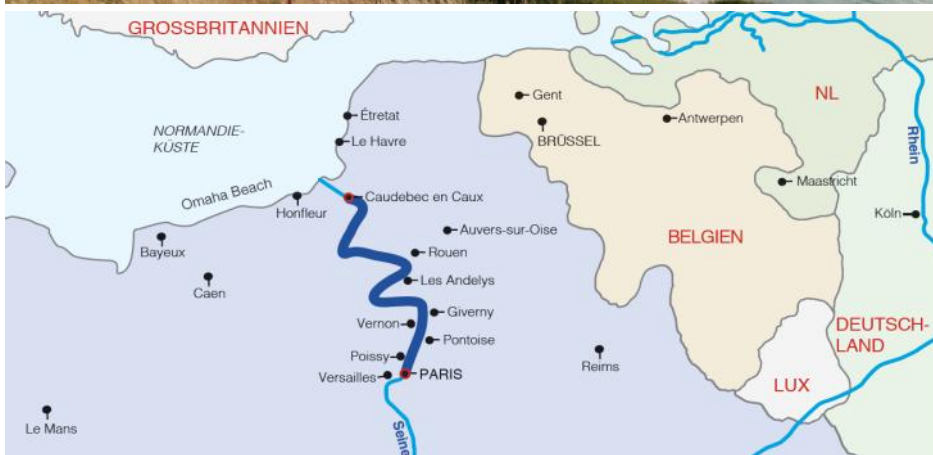 GROSSBRITANNIEN
Gent
Étretat
NL
Antwerpen
NORMANDIE-
KÜSTE
Le Havre
BRÜSSEL
Rhein
Omaha Beach
Maastricht
Caudebec en Caux
Honfleur
Köln
Auvers-sur-Oise
BELGIEN
Bayeux
Rouen
Les Andelys
Caen
Giverny
Vernon
DEUTSCH-
LAND
Pontoise
Poissy
Reims
Versailles
PARIS
LUX
Le Mans
Seine